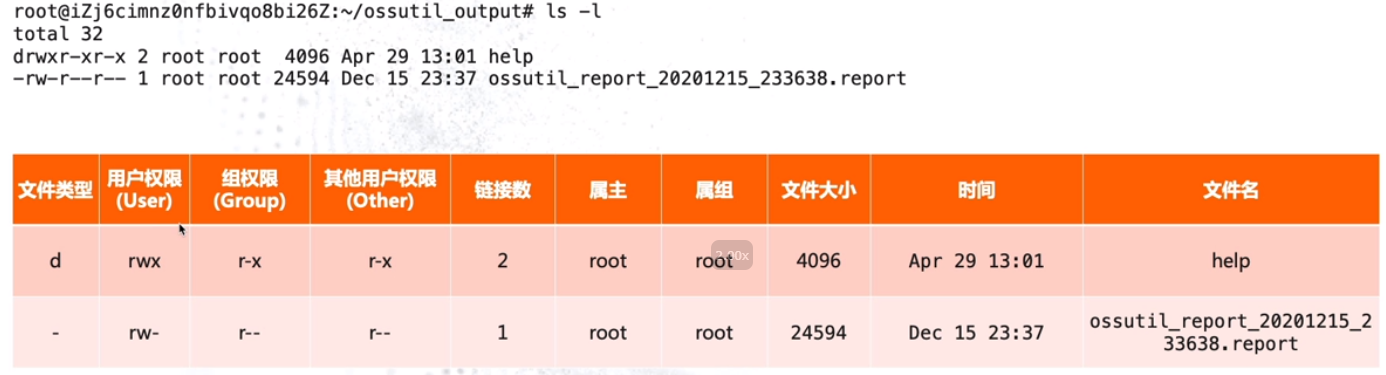 root@iZj6cimnz0nfbivqo8bi26Z:~/ossutil_output# ls -l
total 32
drwxr-xr-x 2 root root  4096 Apr 29 13:01 help
-rw-r--r-- 1 root root 24594 Dec 15 23:37 ossutil_report_20201215_233638.report
文件类型 用户权限 (User) 组权限 (Group) 其他用户权限 (Other) 链接数 属主 属组 文件大小 时间 文件名
d rwx r-x r-x 2 root root 4096 Apr 29 13:01 help
- rw- r-- r-- 1 root root 24594 Dec 15 23:37 ossutil_report_20201215_2
33638.report